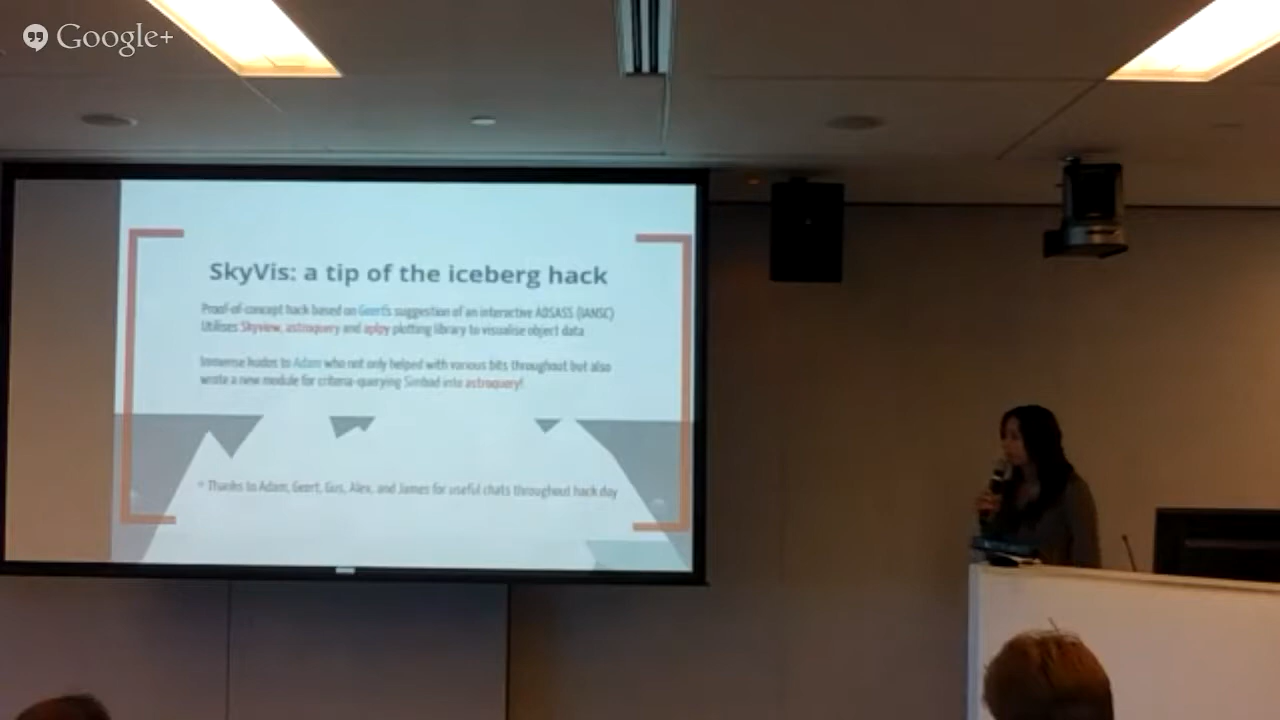 Google+
SkyVis: a tip of the iceberg hack
Proof-of-concept hack based on Geert's suggestion of an interactive ADSASS (IANSC)
Utilises Skyview, astroquery and aplpy plotting library to visualise object data
Immense kudos to Adam who not only helped with various bits throughout but also
wrote a new module for criteria-querying Simbad into astroquery!
* Thanks to Adam, Geert, Gus, Alex, and James for useful chats throughout hack day